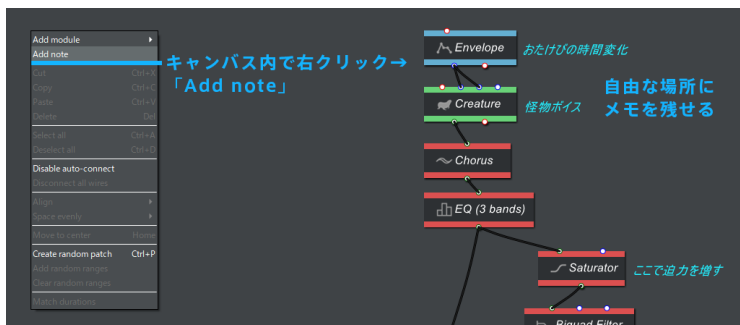 Add module
Add note
Cut Ctrl+X
Copy Ctrl+C
Paste Ctrl+V
Delete Del
Select all Ctrl+A
Deselect all Ctrl+D
Disable auto-connect
Disconnect all wires
Align
Space evenly
Move to center Home
Create random patch Ctrl+P
Add random ranges
Clear random ranges
Match durations
キャンバス内で右クリック→
「Add note」
Envelope
おたけびの時間変化
Creature
怪物ボイス
自由な場所に
メモを残せる
Chorus
EQ (3 bands)
Saturator
ここで迫力を増す
Biquad Filter